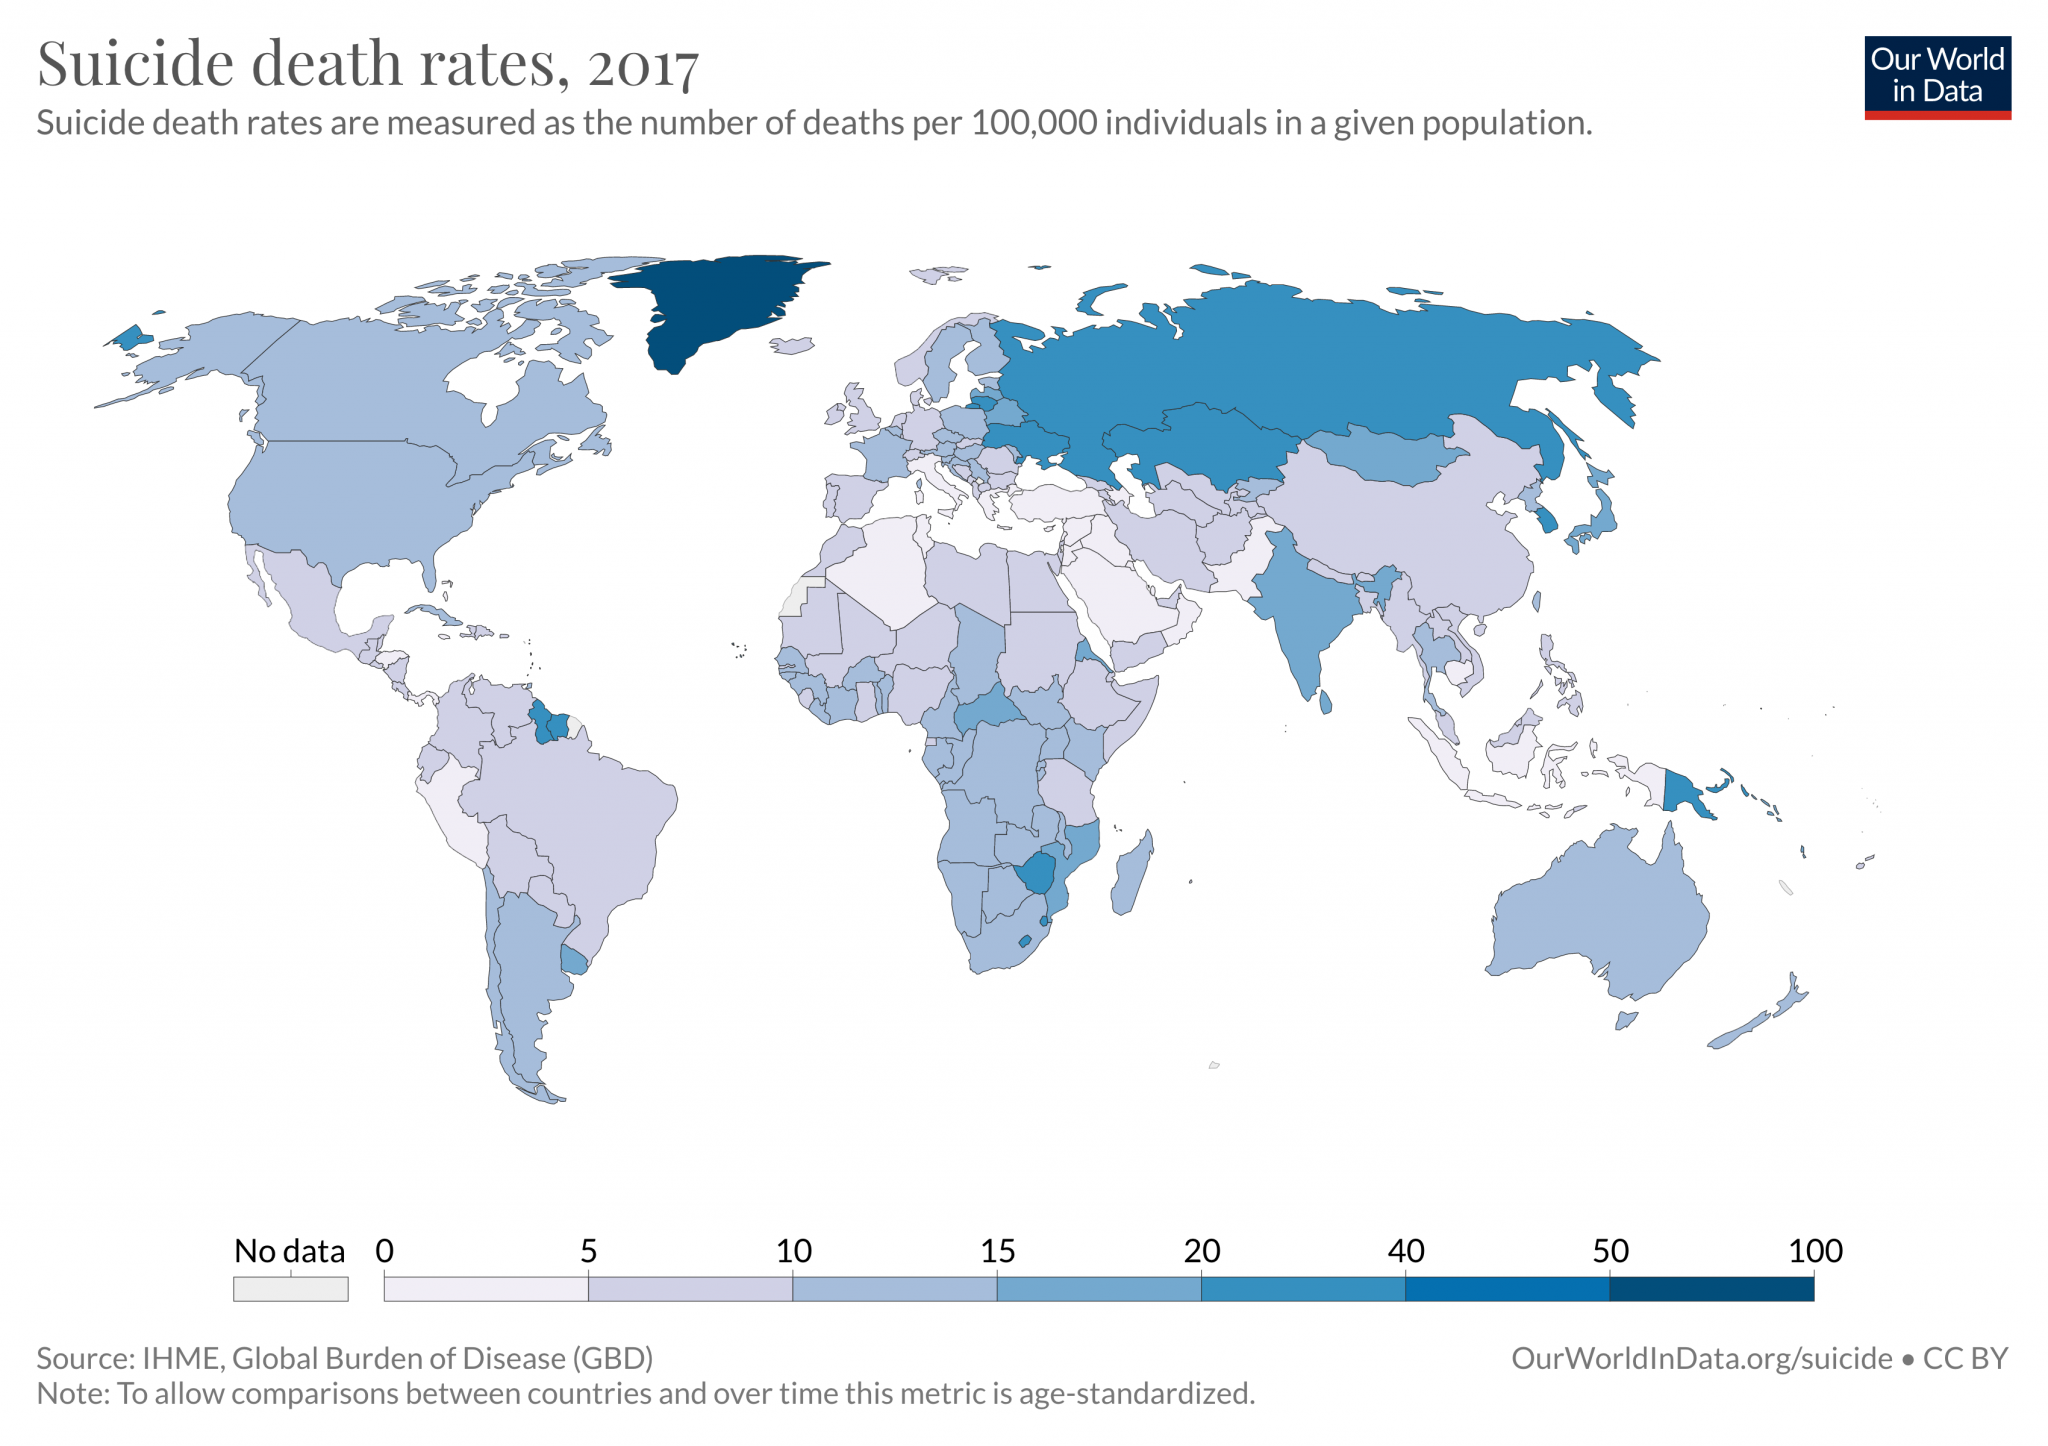 Suicide death rates, 2017
Suicide death rates are measured as the number of deaths per 100,000 individuals in a given population.
Our World
in Data
No data 0 5 10 15 20 40 50 100
Source: IHME, Global Burden of Disease (GBD)
OurWorldInData.org/suicide • CC BY
Note: To allow comparisons between countries and over time this metric is age-standardized.